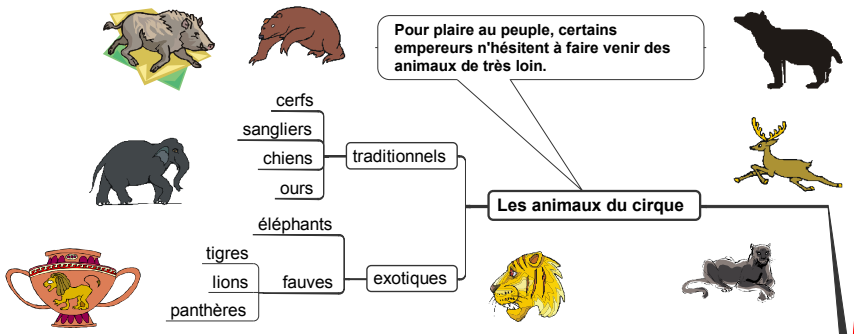 Pour plaire au peuple, certains
empereurs n'hésitent à faire venir des
animaux de très loin.
cerfs
sangliers
chiens
ours
traditionnels
Les animaux du cirque
éléphants
tigres
lions
panthères
fauves
exotiques